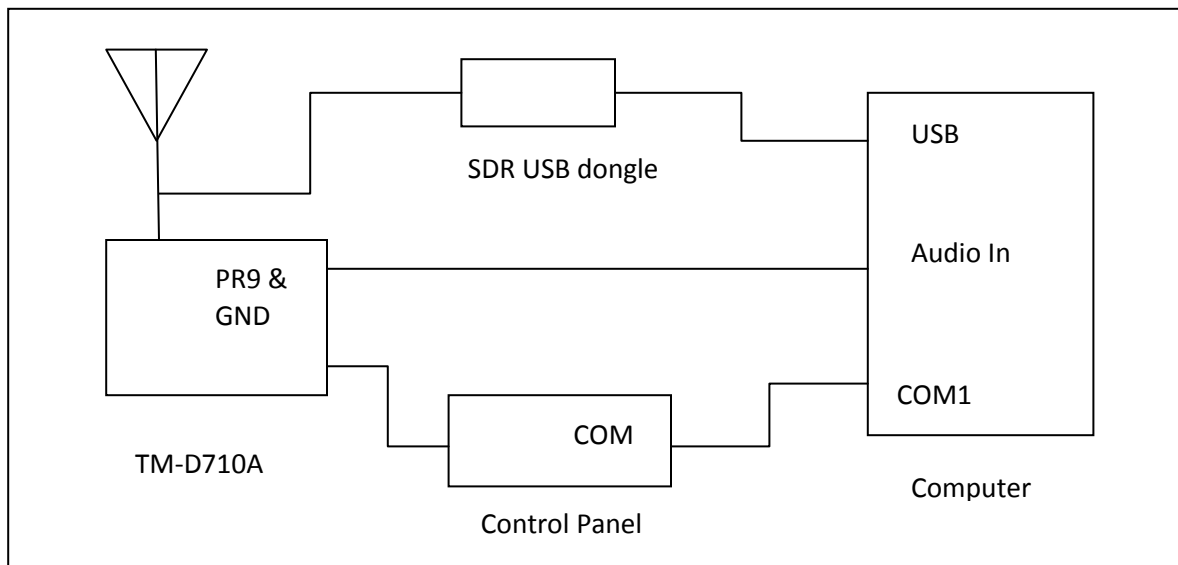 USB
SDR USB dongle
Audio In
PR9 &
GND
COM1
COM
TM-D710A
Computer
Control Panel